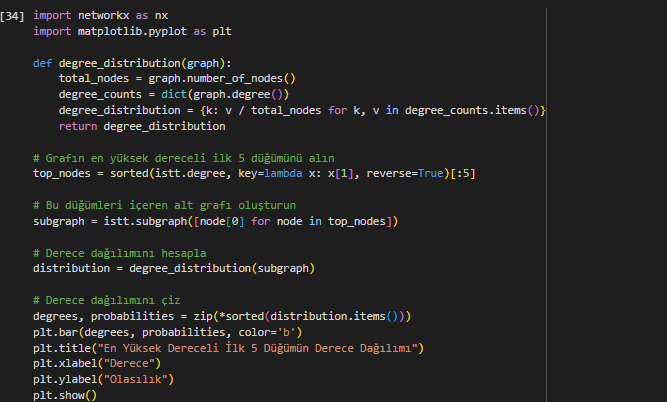 [34] import networkx as nx
import matplotlib.pyplot as plt
def degree_distribution(graph):
total_nodes = graph.number_of_nodes()
degree_counts = dict(graph.degree())
degree_distribution = {k: v / total_nodes for k, v in degree_counts.items()}
return degree_distribution
# Grafın en yüksek dereceli ilk 5 düğümünü alın
top_nodes = sorted(istt.degree, key=lambda x: x[1], reverse=True)[:5]
# Bu düğümleri içeren alt grafı oluşturun
subgraph = istt.subgraph([node[0] for node in top_nodes])
# Derece dağılımını hesapla
distribution = degree_distribution(subgraph)
# Derece dağılımını çiz
degrees, probabilities = zip(*sorted(distribution.items()))
plt.bar(degrees, probabilities, color='b')
plt.title("En Yüksek Dereceli İlk 5 Düğümün Derece Dağılımı")
plt.xlabel("Derece")
plt.ylabel("Olasılık")
plt.show()